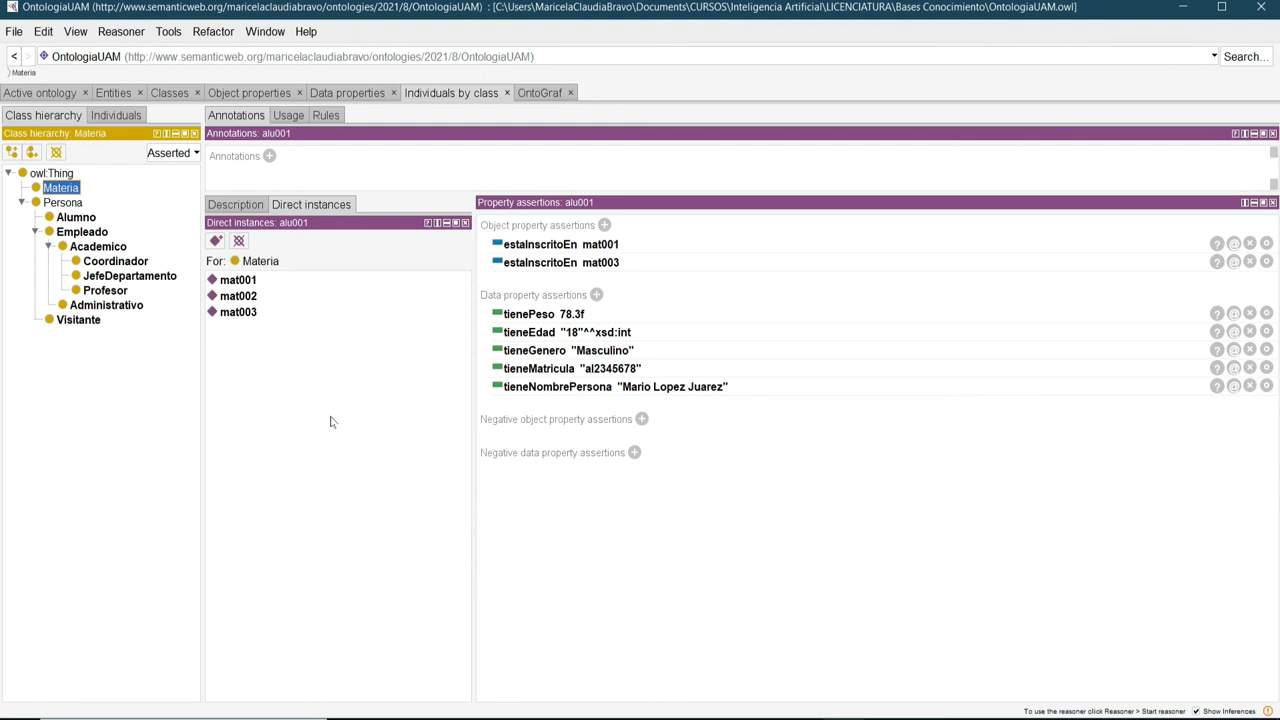 OntologiaUAM (http://www.semanticweb.org/maricelaclaudiabravo/ontologies/2021/8/OntologiaUAM) : [C:\Users\MaricelaClaudiaBravo\Documents\CURSOS\Inteligencia Artificial\LICENCIATURA\Bases Conocimiento\OntologiaUAM.owl]
File Edit View Reasoner Tools Refactor Window Help
< > OntologiaUAM (http://www.semanticweb.org/maricelaclaudiabravo/ontologies/2021/8/OntologiaUAM) Search...
Materia
Active ontology × Entities × Classes × Object properties × Data properties × Individuals by class × OntoGraf ×
Class hierarchy Individuals
Class hierarchy: Materia
Asserted
owl:Thing
Materia
Persona
Alumno
Empleado
Academico
Coordinador
JefeDepartamento
Profesor
Administrativo
Visitante
Annotations Usage Rules
Annotations: alu001
Annotations
Description Direct instances
Direct instances: alu001
For: Materia
mat001
mat002
mat003
Property assertions: alu001
Object property assertions
estaInscritoEn mat001
estaInscritoEn mat003
Data property assertions
tienePeso 78.3f
tieneEdad "18"^^xsd:int
tieneGenero "Masculino"
tieneMatricula "al2345678"
tieneNombrePersona "Mario Lopez Juarez"
Negative object property assertions
Negative data property assertions
To use the reasoner click Reasoner > Start reasoner Show Inferences